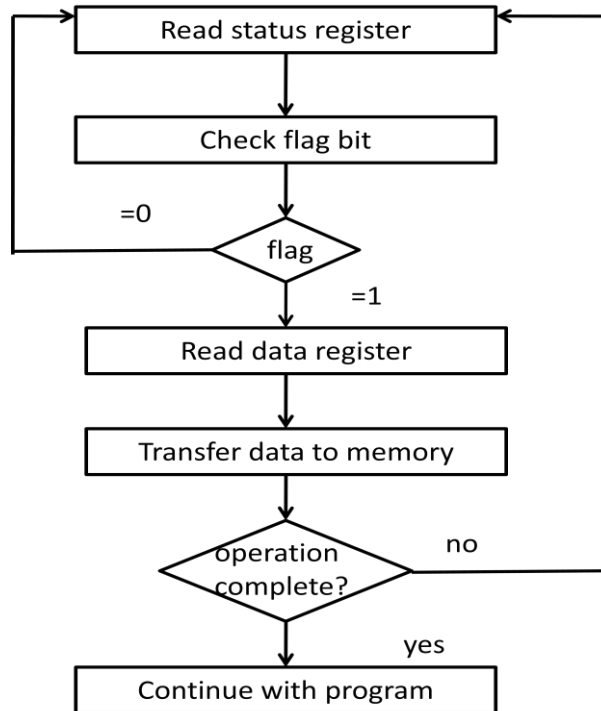 Read status register
Check flag bit
=0
flag
=1
Read data register
Transfer data to memory
operation
complete?
no
yes
Continue with program